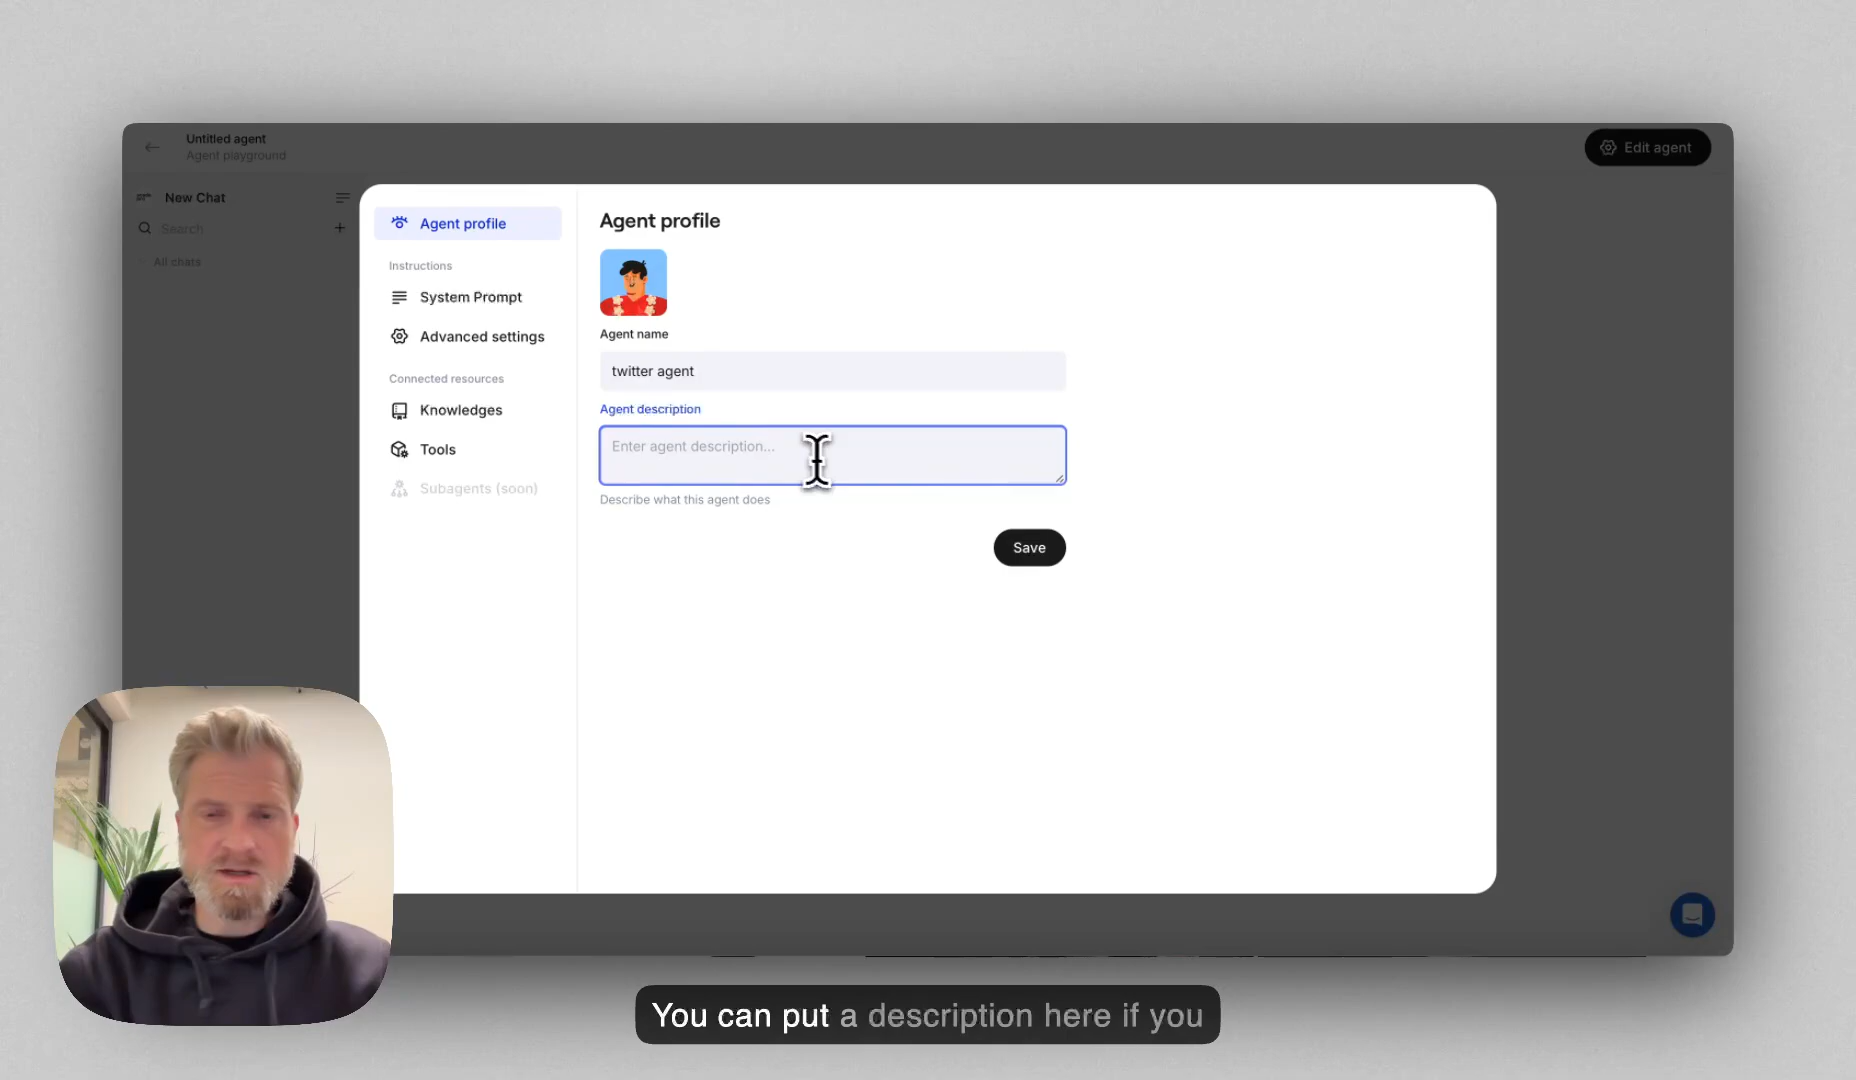 Untitled agent
Agent playground
Edit agent
New Chat
Search
All chats
Agent profile
Instructions
System Prompt
Advanced settings
Connected resources
Knowledges
Tools
Subagents (soon)
Agent profile
Agent name
twitter agent
Agent description
Enter agent description...
Describe what this agent does
Save
You can put a description here if you